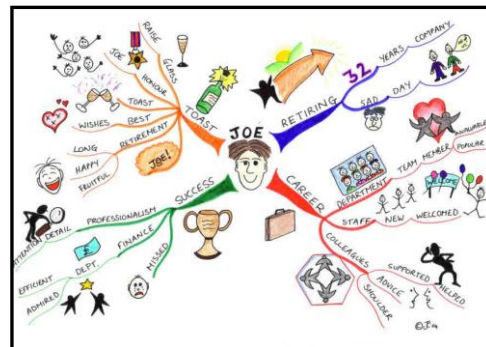 JOE
TOAST
RAISE
GLASS
JOE
HONOUR
TOAST
BEST
WISHES
RETIREMENT
LONG
HAPPY
FRUITFUL
JOE!
RETIRING
32
YEARS
COMPANY
SAD
DAY
CAREER
DEPARTMENT
TEAM MEMBER
POPULAR
STAFF
NEW
WELCOMED
WELCOME
COLLEAGUES
SUPPORTED
HELPED
ADVICE
SHOULDER
SUCCESS
PROFESSIONALISM
ATTENTION
DETAIL
FINANCE
DEPT.
EFFICIENT
ADMIRED
MISSED